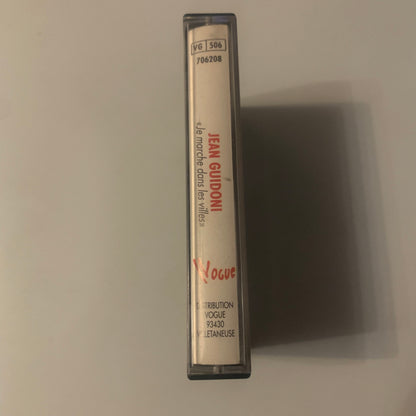 VG 506
706208
JEAN GUIDONI
«Je marche dans les villes»
VOGUE
DISTRIBUTION
VOGUE
93430
VILLETANEUSE